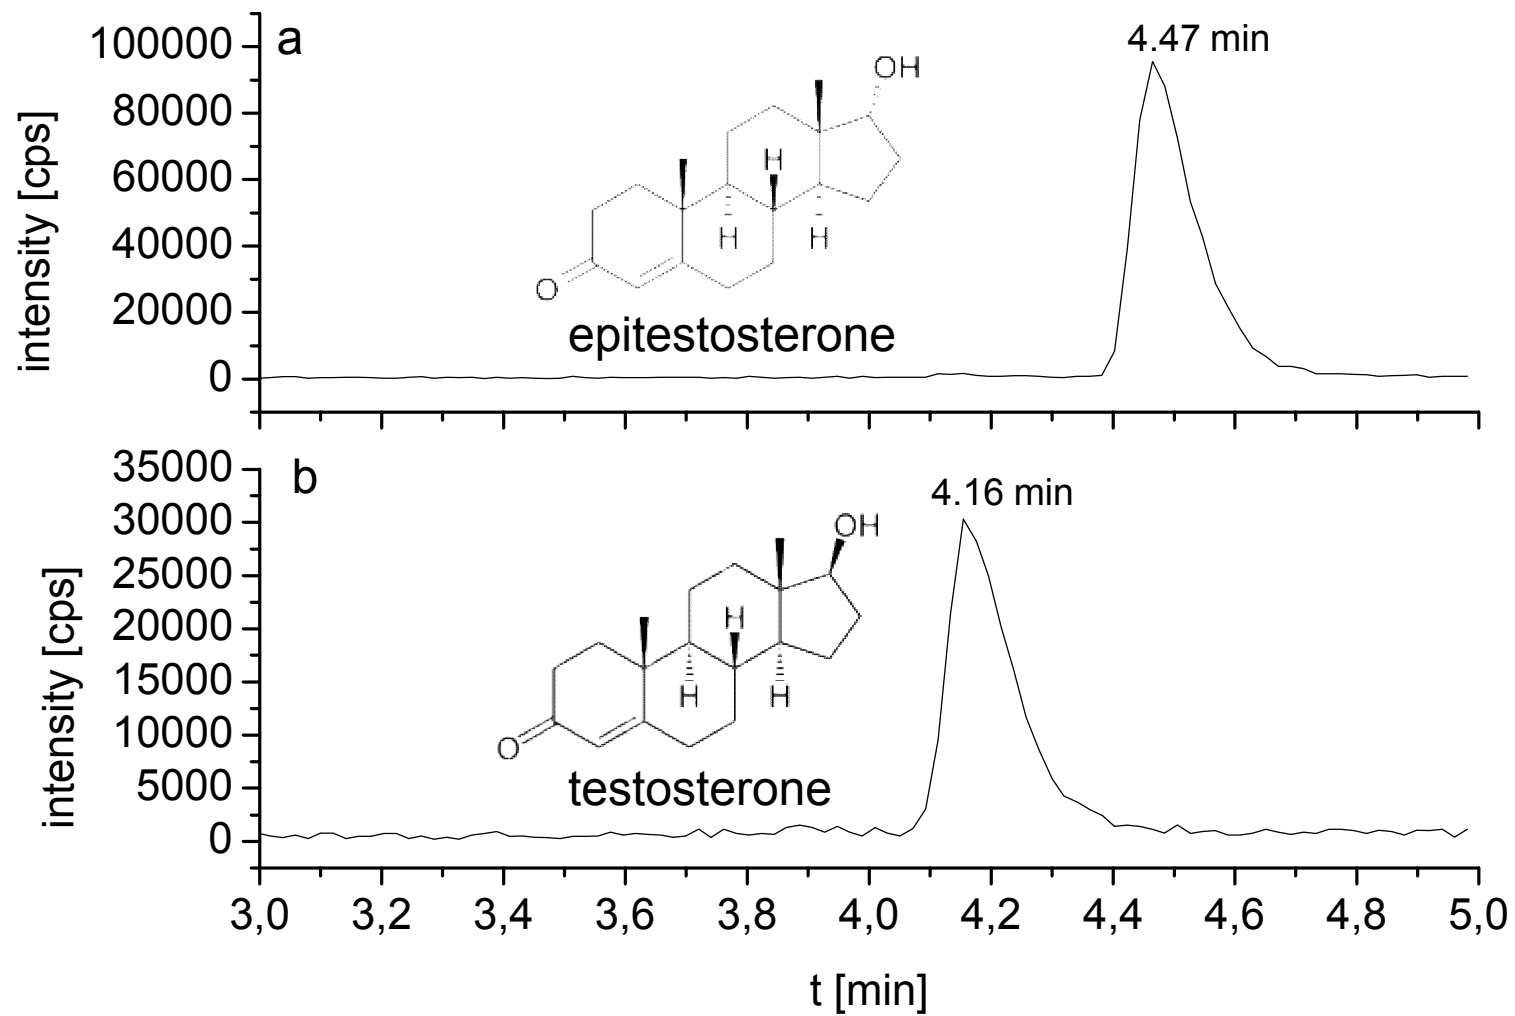 a
4.47 min
100000
80000
60000
40000
20000
0
intensity [cps]
OH
H
H
H
O
epitestosterone
b
4.16 min
35000
30000
25000
20000
15000
10000
5000
0
intensity [cps]
OH
H
H
H
O
testosterone
3,0 3,2 3,4 3,6 3,8 4,0 4,2 4,4 4,6 4,8 5,0
t [min]